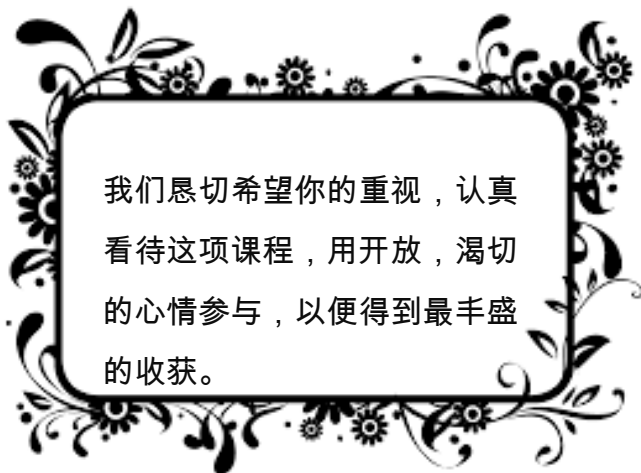 我们恳切希望你的重视，认真
看待这项课程，用开放，渴切
的心情参与，以便得到最丰盛
的收获。